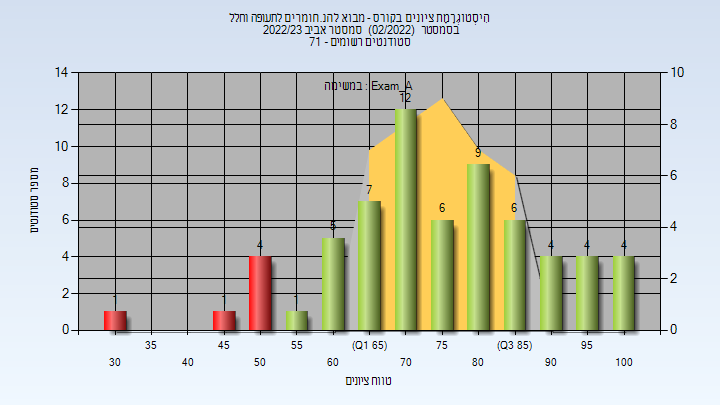 הִיסְטוֹגְרָמַת ציונים בקורס - מבוא להנ.חומרים לתעופה וחלל
בסמסטר (02/2022) סמסטר אביב 2022/23
סטודנטים רשומים - 71
במשימה : Exam_A
מספר סטודנטים
14 12 10 8 6 4 2 0
10 8 6 4 2 0
1 1 4 1 5 7 12 6 9 6 4 4 4
35 45 55 (Q1 65) 75 (Q3 85) 95
30 40 50 60 70 80 90 100
טווח ציונים